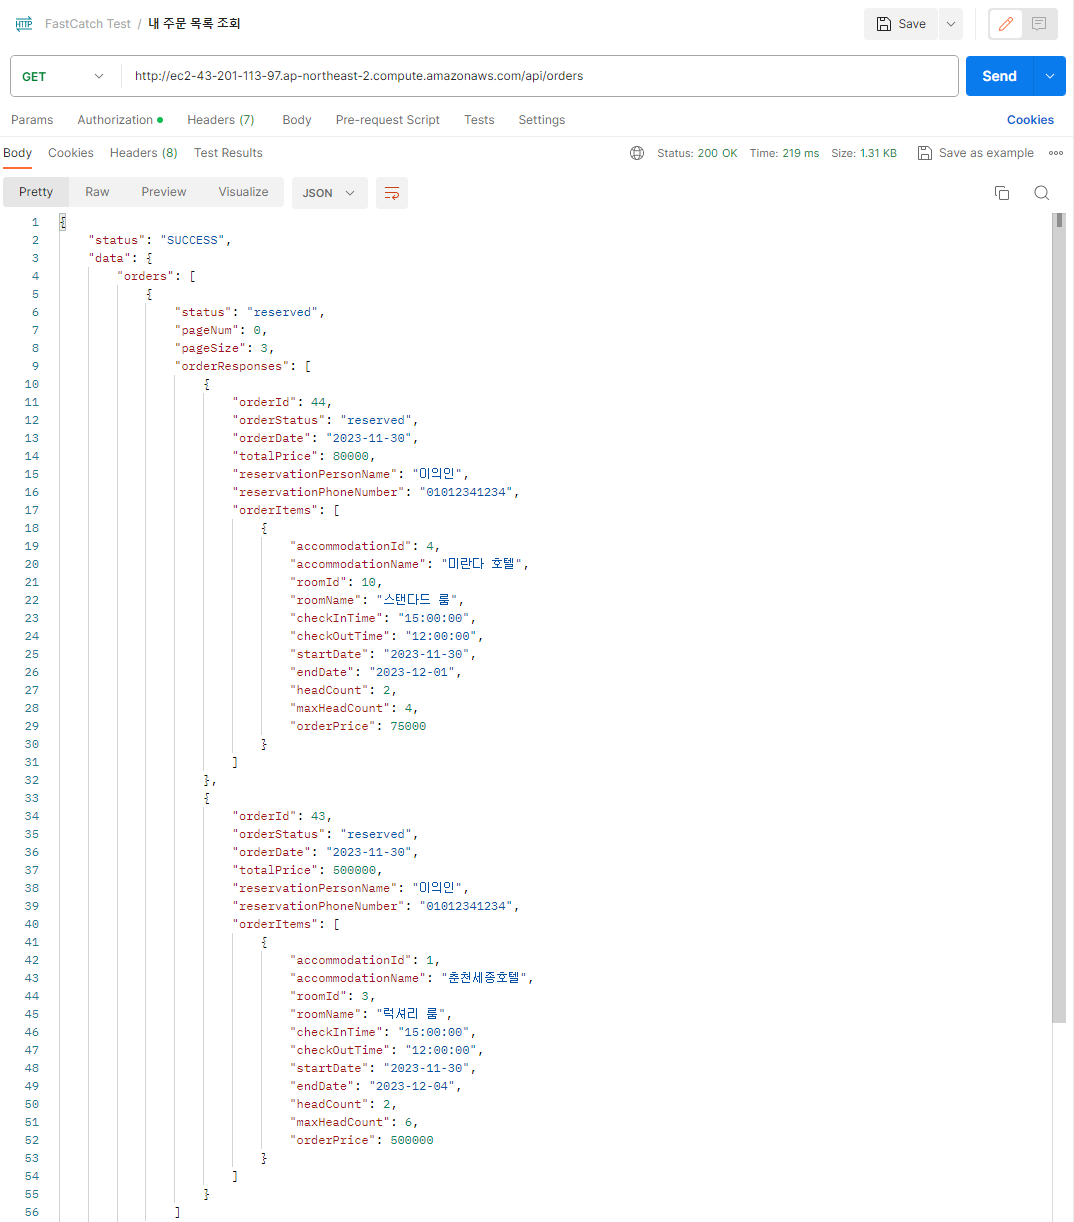 HTTP FastCatch Test / 내 주문 목록 조회 Save
GET http://ec2-43-201-113-97.ap-northeast-2.compute.amazonaws.com/api/orders Send
Params Authorization Headers (7) Body Pre-request Script Tests Settings Cookies
Body Cookies Headers (8) Test Results Status: 200 OK Time: 219 ms Size: 1.31 KB Save as example
Pretty Raw Preview Visualize JSON
1 {
2 "status": "SUCCESS",
3 "data": {
4 "orders": [
5 {
6 "status": "reserved",
7 "pageNum": 0,
8 "pageSize": 3,
9 "orderResponses": [
10 {
11 "orderId": 44,
12 "orderStatus": "reserved",
13 "orderDate": "2023-11-30",
14 "totalPrice": 80000,
15 "reservationPersonName": "이의인",
16 "reservationPhoneNumber": "01012341234",
17 "orderItems": [
18 {
19 "accommodationId": 4,
20 "accommodationName": "미란다 호텔",
21 "roomId": 10,
22 "roomName": "스탠다드 룸",
23 "checkInTime": "15:00:00",
24 "checkOutTime": "12:00:00",
25 "startDate": "2023-11-30",
26 "endDate": "2023-12-01",
27 "headCount": 2,
28 "maxHeadCount": 4,
29 "orderPrice": 75000
30 }
31 ]
32 },
33 {
34 "orderId": 43,
35 "orderStatus": "reserved",
36 "orderDate": "2023-11-30",
37 "totalPrice": 500000,
38 "reservationPersonName": "이의인",
39 "reservationPhoneNumber": "01012341234",
40 "orderItems": [
41 {
42 "accommodationId": 1,
43 "accommodationName": "춘천세종호텔",
44 "roomId": 3,
45 "roomName": "럭셔리 룸",
46 "checkInTime": "15:00:00",
47 "checkOutTime": "12:00:00",
48 "startDate": "2023-11-30",
49 "endDate": "2023-12-04",
50 "headCount": 2,
51 "maxHeadCount": 6,
52 "orderPrice": 500000
53 }
54 ]
55 }
56 ]